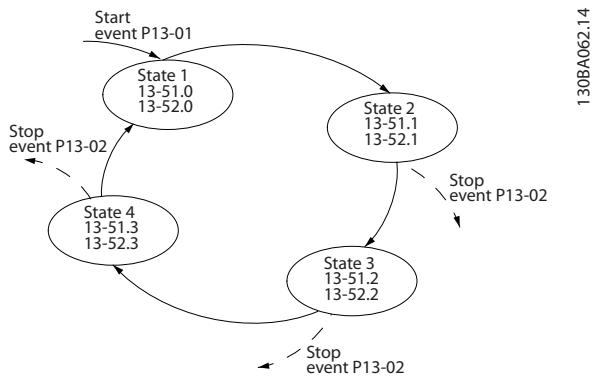 Start
event P13-01
130BA062.14
State 1
13-51.0
13-52.0
State 2
13-51.1
13-52.1
Stop
event P13-02
Stop
event P13-02
State 4
13-51.3
13-52.3
State 3
13-51.2
13-52.2
Stop
event P13-02